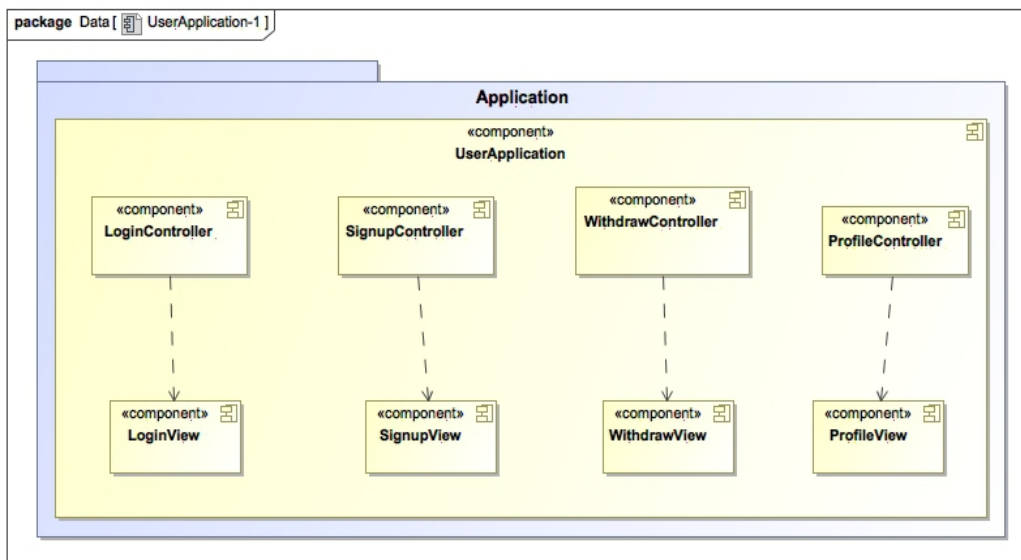 package Data [ UserApplication-1 ]
Application
«component»
UserApplication
«component»
LoginController
«component»
SignupController
«component»
WithdrawController
«component»
ProfileController
«component»
LoginView
«component»
SignupView
«component»
WithdrawView
«component»
ProfileView